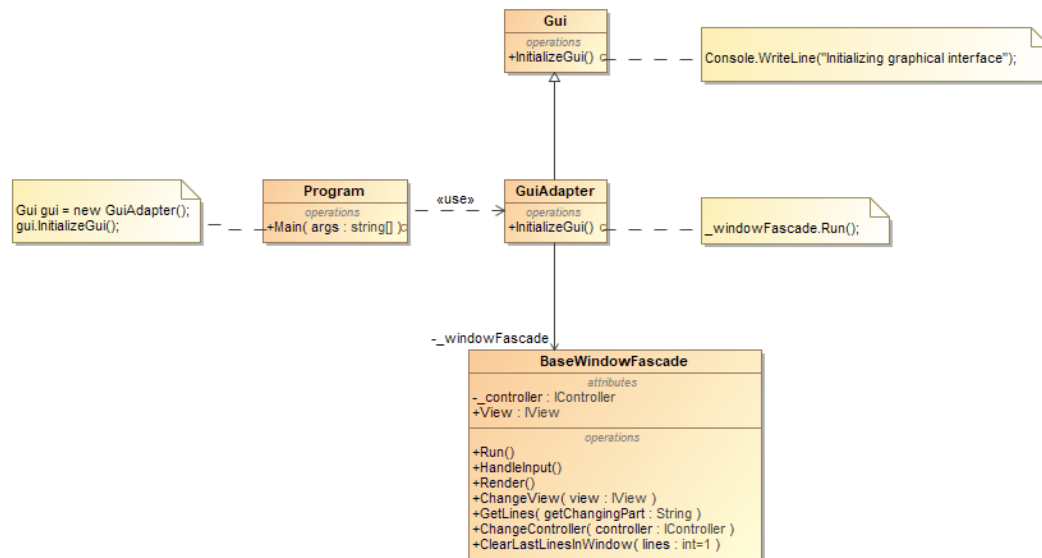 Gui
operations
+InitializeGui()
Console.WriteLine("Initializing graphical interface");
Gui gui = new GuiAdapter();
gui.InitializeGui();
Program
operations
+Main( args : string[] )
«use»
GuiAdapter
operations
+InitializeGui()
_windowFascade.Run();
-_windowFascade
BaseWindowFascade
attributes
-_controller : IController
+View : IView
operations
+Run()
+HandleInput()
+Render()
+ChangeView( view : IView )
+GetLines( getChangingPart : String )
+ChangeController( controller : IController )
+ClearLastLinesInWindow( lines : int=1 )